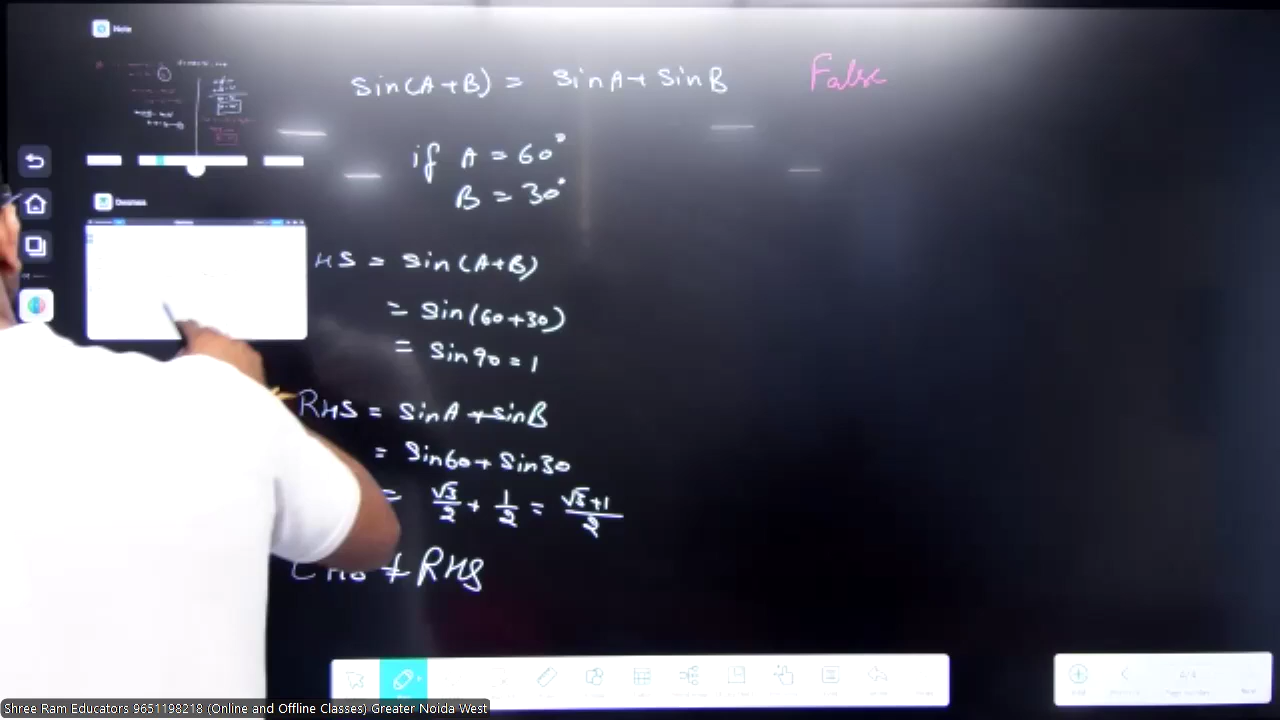 Note
sin(A+B) = sinA + sinB False
if A = 60°
B = 30°
HS = sin(A+B)
= sin(60+30)
= sin90 = 1
RHS = sinA + sinB
= Sin60 + Sin30
= √3/2 + 1/2 = √3+1/2
LHS ≠ RHS
Shree Ram Educators 9651198218 (Online and Offline Classes) Greater Noida West